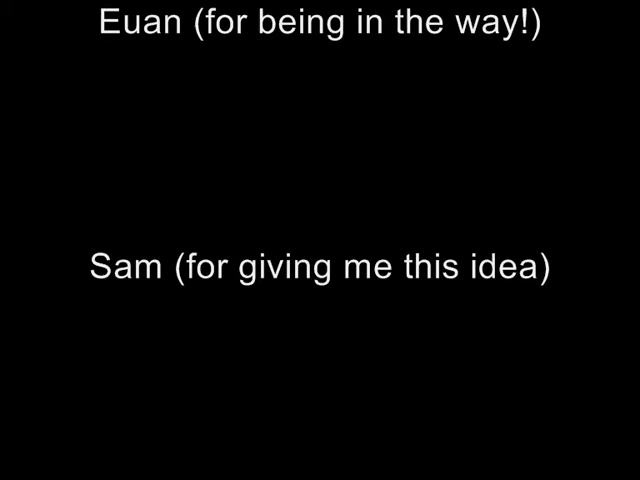 Euan (for being in the way!)
Sam (for giving me this idea)